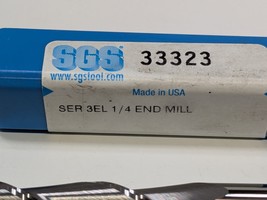 SGS 33323
www.sgstool.com
Made in USA
SER 3EL 1/4 END MILL